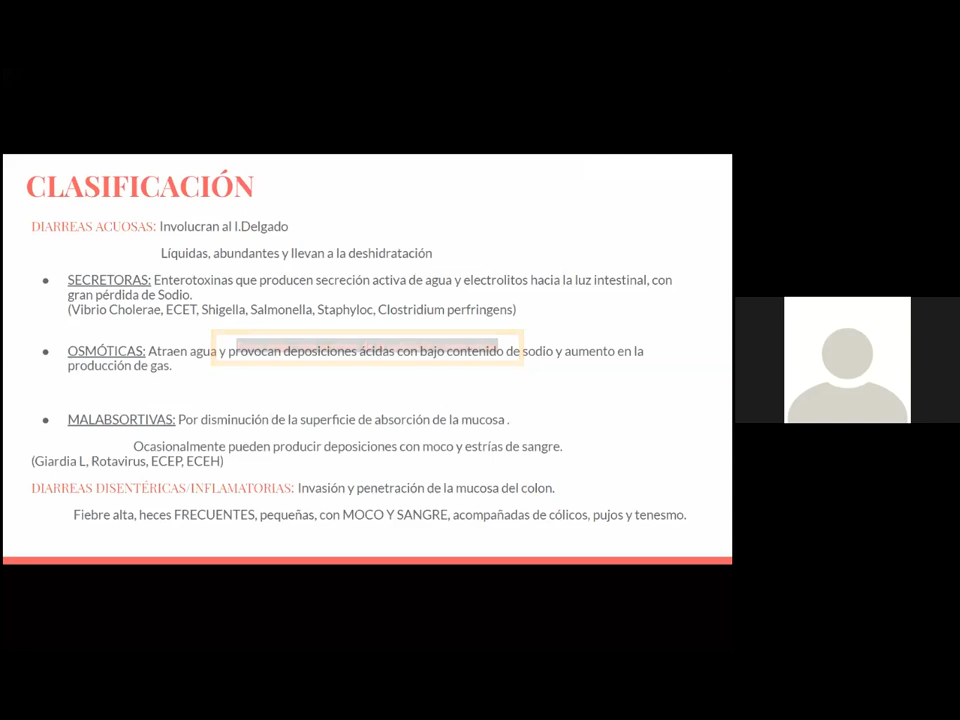 CLASIFICACIÓN
DIARREAS ACUOSAS: Involucran al I.Delgado
Líquidas, abundantes y llevan a la deshidratación
● SECRETORAS: Enterotoxinas que producen secreción activa de agua y electrolitos hacia la luz intestinal, con
gran pérdida de Sodio.
(Vibrio Cholerae, ECET, Shigella, Salmonella, Staphyloc, Clostridium perfringens)
● OSMÓTICAS: Atraen agua y provocan deposiciones ácidas con bajo contenido de sodio y aumento en la
producción de gas.
● MALABSORTIVAS: Por disminución de la superficie de absorción de la mucosa .
Ocasionalmente pueden producir deposiciones con moco y estrías de sangre.
(Giardia L, Rotavirus, ECEP, ECEH)
DIARREAS DISENTÉRICAS/INFLAMATORIAS: Invasión y penetración de la mucosa del colon.
Fiebre alta, heces FRECUENTES, pequeñas, con MOCO Y SANGRE, acompañadas de cólicos, pujos y tenesmo.